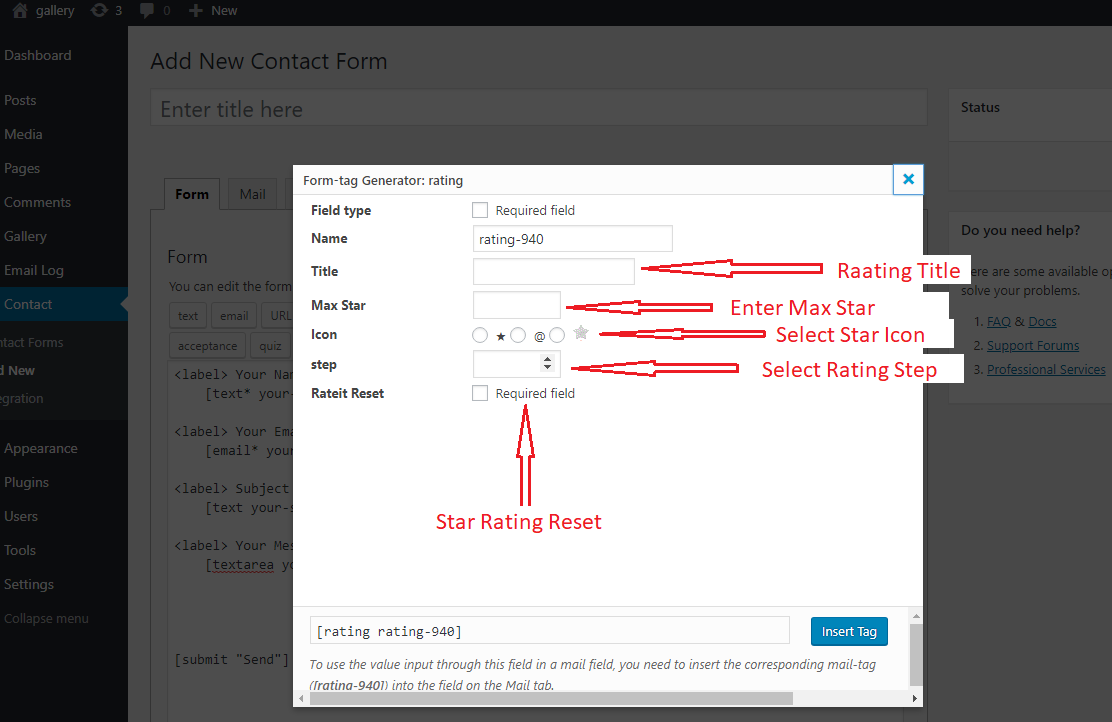 gallery 3 0 New
Dashboard
Posts
Media
Pages
Comments
Gallery
Email Log
Contact
ntact Forms
d New
egration
Appearance
Plugins
Users
Tools
Settings
Collapse menu
Add New Contact Form
Enter title here
Form Mail
Form
You can edit the form
text email URL
acceptance quiz
<label> Your Nam
[text* your-
<label> Your Ema
[email* your
<label> Subject
[text your-s
<label> Your Mes
[textarea yo
[submit "Send"]
Form-tag Generator: rating
Field type Required field
Name rating-940
Title Raating Title
Max Star Enter Max Star
Icon ★ @ Select Star Icon
step Select Rating Step
Rateit Reset Required field
Star Rating Reset
[rating rating-940] Insert Tag
To use the value input through this field in a mail field, you need to insert the corresponding mail-tag
([rating-940]) into the field on the Mail tab.
Status
Do you need help?
ere are some available op
solve your problems.
1. FAQ & Docs
2. Support Forums
3. Professional Services